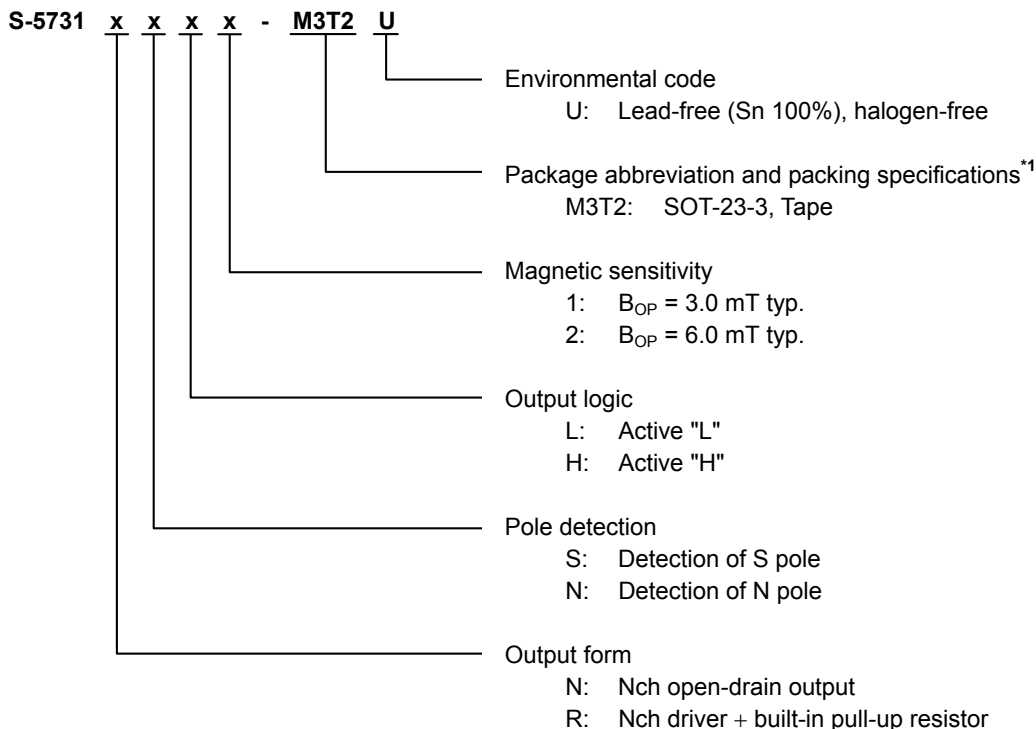 S-5731 x x x x - M3T2 U
Environmental code
U: Lead-free (Sn 100%), halogen-free
Package abbreviation and packing specifications*1
M3T2: SOT-23-3, Tape
Magnetic sensitivity
1: BOP = 3.0 mT typ.
2: BOP = 6.0 mT typ.
Output logic
L: Active "L"
H: Active "H"
Pole detection
S: Detection of S pole
N: Detection of N pole
Output form
N: Nch open-drain output
R: Nch driver + built-in pull-up resistor